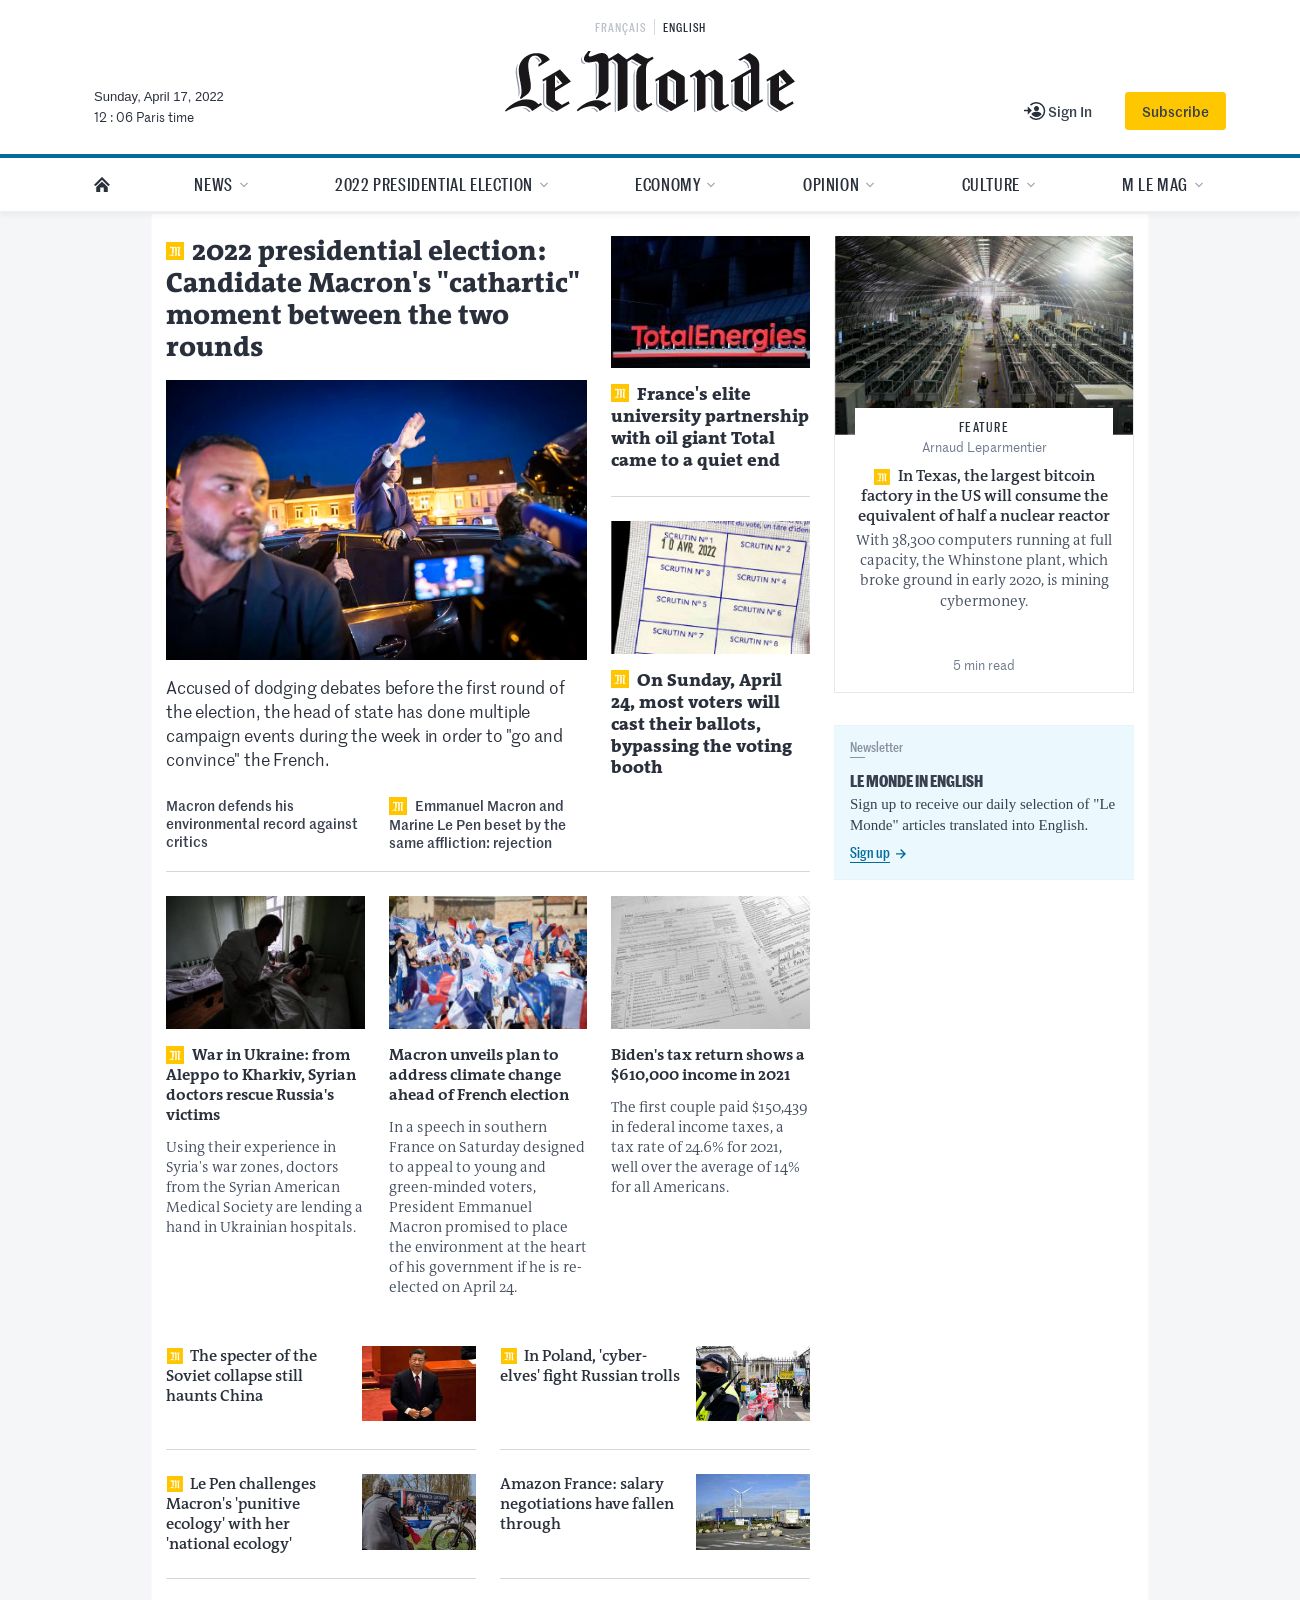 FRANÇAIS
ENGLISH
Le Monde
Sunday, April 17, 2022
12 : 06 Paris time
Sign In
Subscribe
NEWS
2022 PRESIDENTIAL ELECTION
ECONOMY
OPINION
CULTURE
M LE MAG
2022 presidential election:
Candidate Macron's "cathartic"
moment between the two
rounds
Accused of dodging debates before the first round of
the election, the head of state has done multiple
campaign events during the week in order to "go and
convince" the French.
Macron defends his
environmental record against
critics
Emmanuel Macron and
Marine Le Pen beset by the
same affliction: rejection
TotalEnergies
France's elite
university partnership
with oil giant Total
came to a quiet end
SCRUTIN N° 1
10 AVR. 2022
SCRUTIN N° 2
SCRUTIN N° 3
SCRUTIN N° 4
SCRUTIN N° 5
SCRUTIN N° 6
SCRUTIN N° 7
SCRUTIN N° 8
On Sunday, April
24, most voters will
cast their ballots,
bypassing the voting
booth
FEATURE
Arnaud Leparmentier
In Texas, the largest bitcoin
factory in the US will consume the
equivalent of half a nuclear reactor
With 38,300 computers running at full
capacity, the Whinstone plant, which
broke ground in early 2020, is mining
cybermoney.
5 min read
Newsletter
LE MONDE IN ENGLISH
Sign up to receive our daily selection of "Le
Monde" articles translated into English.
Sign up
War in Ukraine: from
Aleppo to Kharkiv, Syrian
doctors rescue Russia's
victims
Using their experience in
Syria's war zones, doctors
from the Syrian American
Medical Society are lending a
hand in Ukrainian hospitals.
Macron unveils plan to
address climate change
ahead of French election
In a speech in southern
France on Saturday designed
to appeal to young and
green-minded voters,
President Emmanuel
Macron promised to place
the environment at the heart
of his government if he is re-
elected on April 24.
Biden's tax return shows a
$610,000 income in 2021
The first couple paid $150,439
in federal income taxes, a
tax rate of 24.6% for 2021,
well over the average of 14%
for all Americans.
The specter of the
Soviet collapse still
haunts China
In Poland, 'cyber-
elves' fight Russian trolls
Le Pen challenges
Macron's 'punitive
ecology' with her
'national ecology'
Amazon France: salary
negotiations have fallen
through